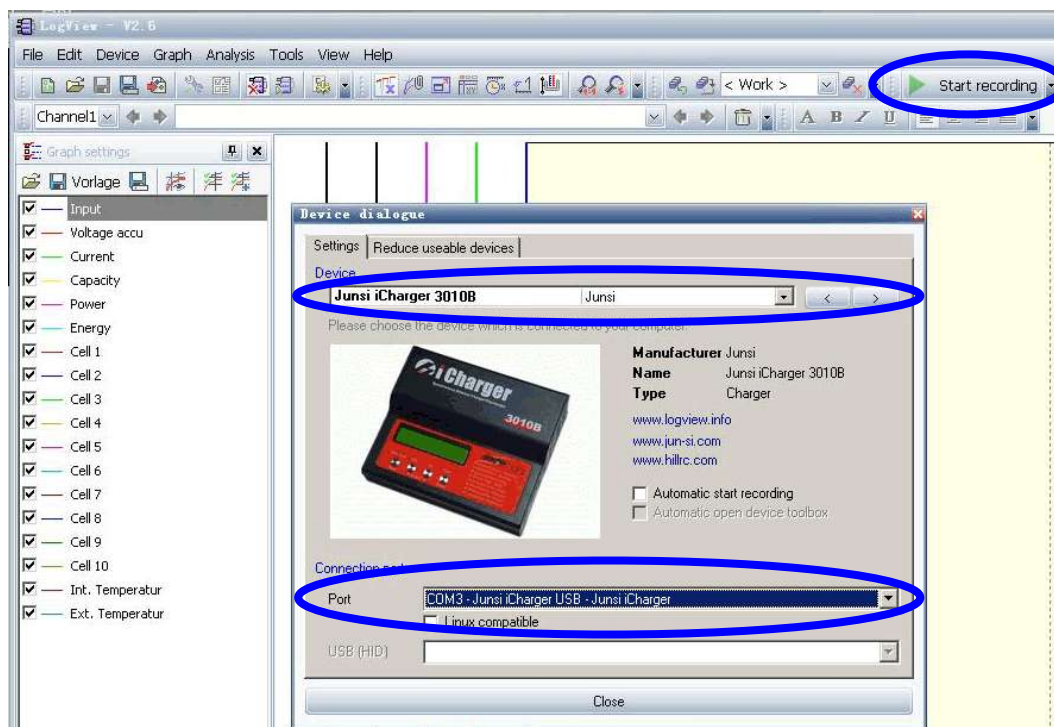 LogView - V2.6
File Edit Device Graph Analysis Tools View Help
< Work > Start recording
Channel1 A B I U
Graph settings
Vorlage
Input
Voltage accu
Current
Capacity
Power
Energy
Cell 1
Cell 2
Cell 3
Cell 4
Cell 5
Cell 6
Cell 7
Cell 8
Cell 9
Cell 10
Int. Temperatur
Ext. Temperatur
Device dialogue
Settings Reduce useable devices
Device
Junsi iCharger 3010B Junsi
< >
Please choose the device which is connected to your computer.
iCharger
3010B
Manufacturer Junsi
Name Junsi iCharger 3010B
Type Charger
www.logview.info
www.jun-si.com
www.hillrc.com
Automatic start recording
Automatic open device toolbox
Connection
Port COM3 - Junsi iCharger USB - Junsi iCharger
Linux compatible
USB (HID)
Close